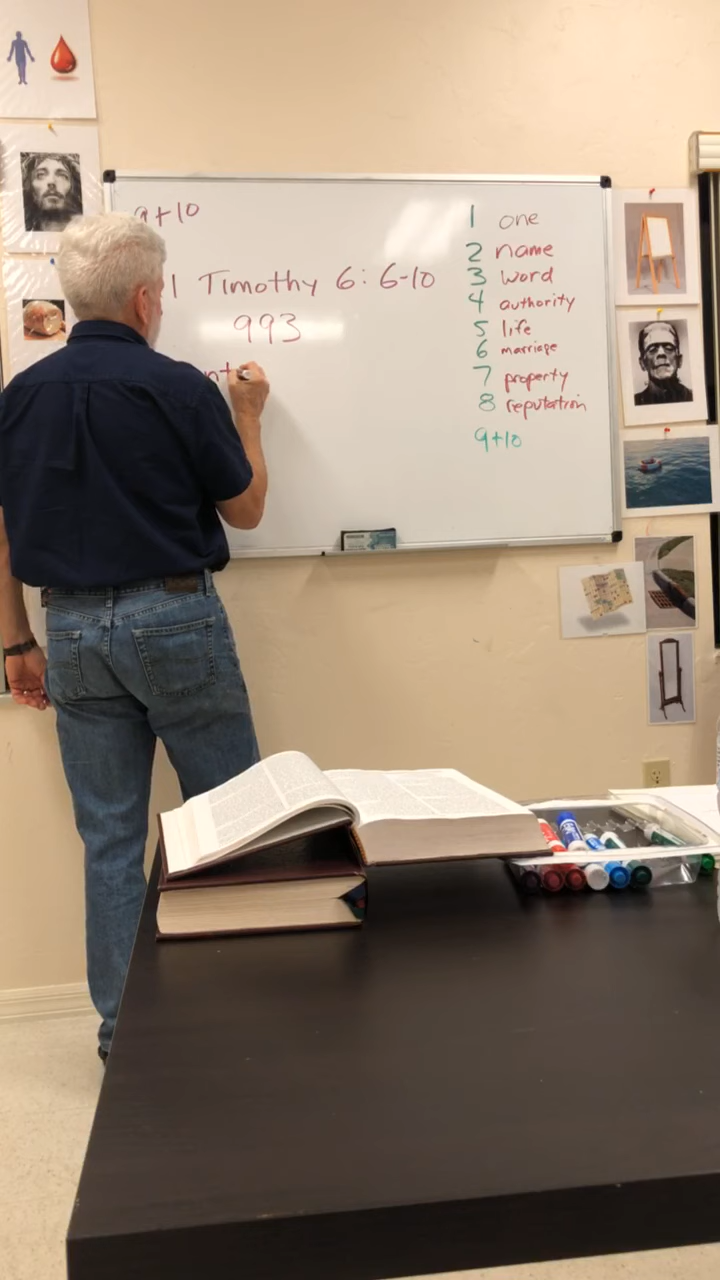 9+10
1 Timothy 6: 6-10
993
nt
1 one
2 name
3 word
4 authority
5 life
6 marriage
7 property
8 reputation
9+10